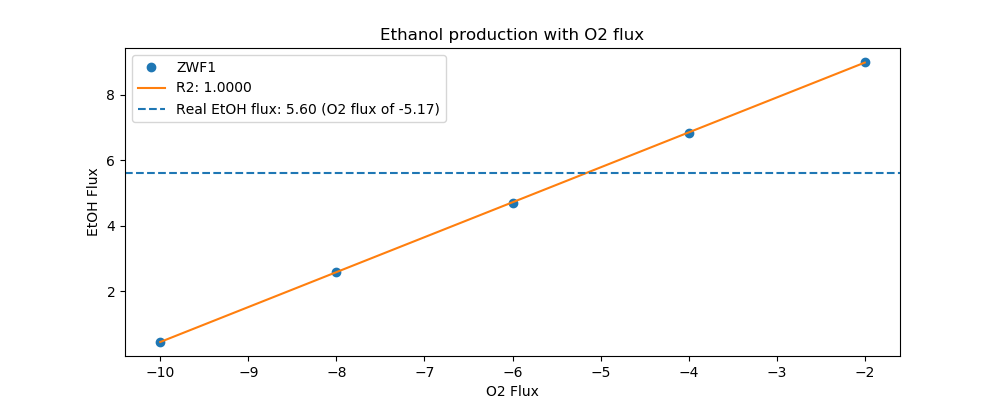 Ethanol production with O2 flux
ZWF1
R2: 1.0000
Real EtOH flux: 5.60 (O2 flux of -5.17)
EtOH Flux
8
6
4
2
−10 −9 −8 −7 −6 −5 −4 −3 −2
O2 Flux